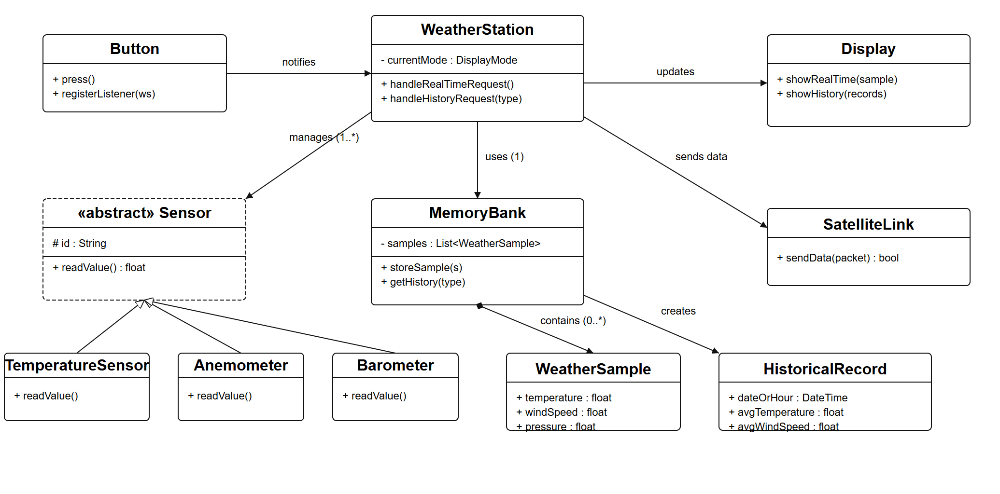 WeatherStation
- currentMode : DisplayMode
+ handleRealTimeRequest()
+ handleHistoryRequest(type)
Button
+ press()
+ registerListener(ws)
notifies
Display
+ showRealTime(sample)
+ showHistory(records)
updates
manages (1..*)
uses (1)
sends data
«abstract» Sensor
# id : String
+ readValue() : float
MemoryBank
- samples : List<WeatherSample>
+ storeSample(s)
+ getHistory(type)
SatelliteLink
+ sendData(packet) : bool
contains (0..*)
creates
TemperatureSensor
+ readValue()
Anemometer
+ readValue()
Barometer
+ readValue()
WeatherSample
+ temperature : float
+ windSpeed : float
+ pressure : float
HistoricalRecord
+ dateOrHour : DateTime
+ avgTemperature : float
+ avgWindSpeed : float